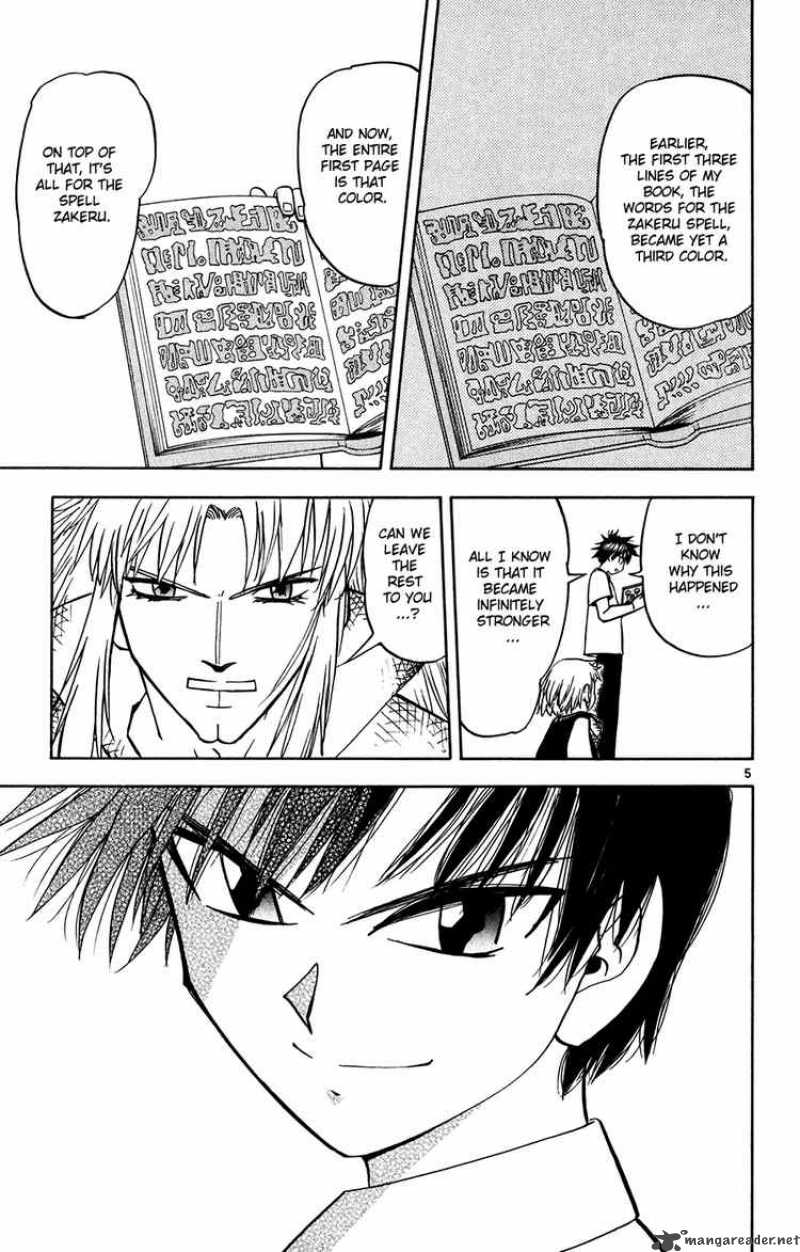 EARLIER,
THE FIRST THREE
LINES OF MY
BOOK, THE
WORDS FOR THE
ZAKERU SPELL,
BECAME YET A
THIRD COLOR.
AND NOW,
THE ENTIRE
FIRST PAGE
IS THAT
COLOR.
ON TOP OF
THAT, IT'S
ALL FOR THE
SPELL
ZAKERU.
I DON'T
KNOW
WHY THIS
HAPPENED
...
ALL I KNOW
IS THAT IT
BECAME
INFINITELY
STRONGER
...
CAN WE
LEAVE
THE REST
TO YOU
...?
5
mangareader.net